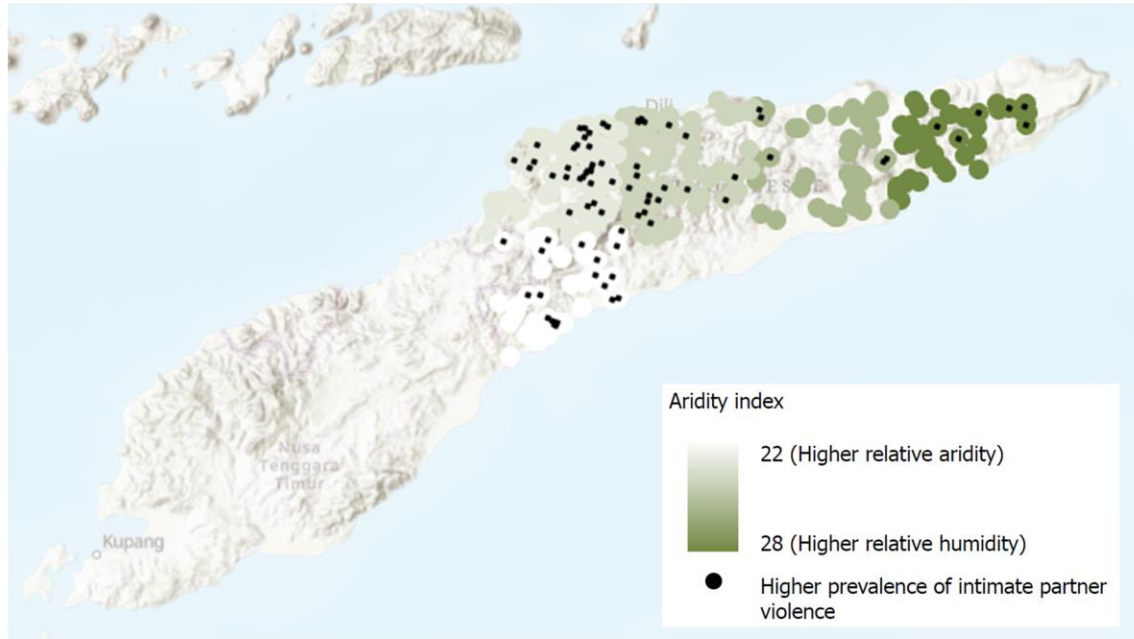 Dili
Nusa
Tenggara
Timur
Kupang
Aridity index
22 (Higher relative aridity)
28 (Higher relative humidity)
Higher prevalence of intimate partner
violence